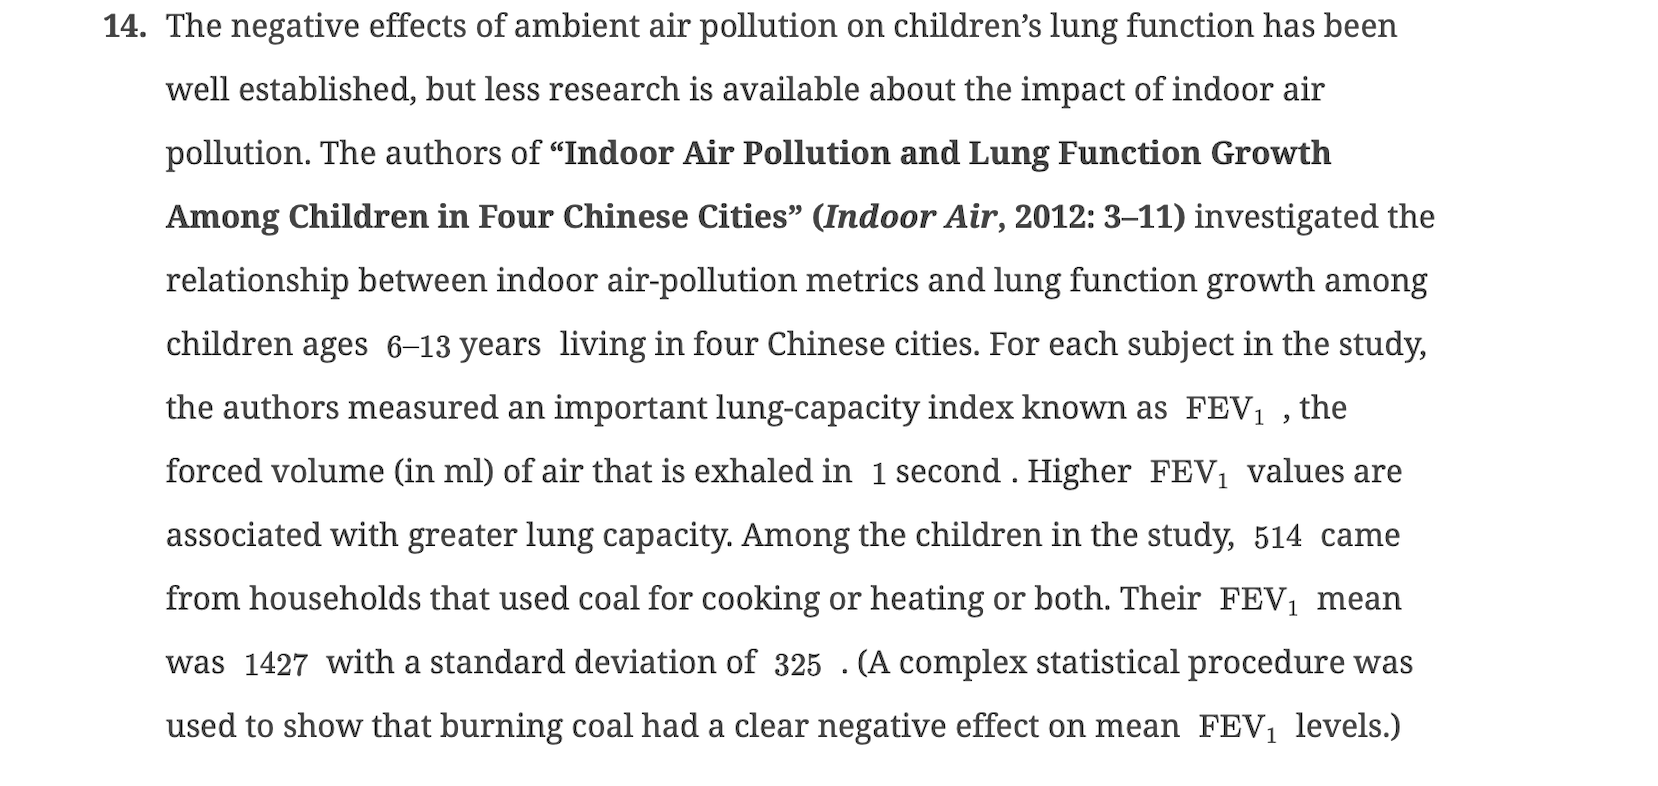 14. The negative effects of ambient air pollution on children’s lung function has been
well established, but less research is available about the impact of indoor air
pollution. The authors of “Indoor Air Pollution and Lung Function Growth
Among Children in Four Chinese Cities” (Indoor Air, 2012: 3–11) investigated the
relationship between indoor air-pollution metrics and lung function growth among
children ages 6–13 years living in four Chinese cities. For each subject in the study,
the authors measured an important lung-capacity index known as FEV₁ , the
forced volume (in ml) of air that is exhaled in 1 second . Higher FEV₁ values are
associated with greater lung capacity. Among the children in the study, 514 came
from households that used coal for cooking or heating or both. Their FEV₁ mean
was 1427 with a standard deviation of 325 . (A complex statistical procedure was
used to show that burning coal had a clear negative effect on mean FEV₁ levels.)